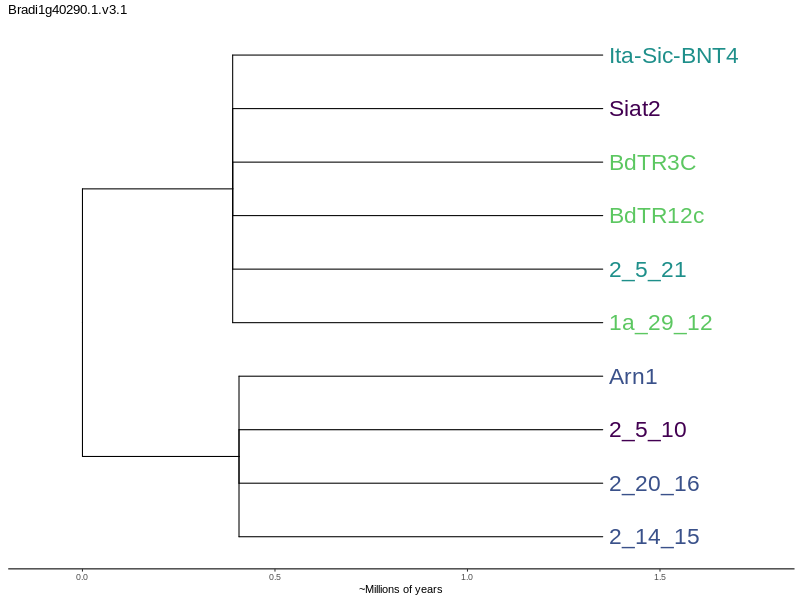 Bradi1g40290.1.v3.1
Ita-Sic-BNT4
Siat2
BdTR3C
BdTR12c
2_5_21
1a_29_12
Arn1
2_5_10
2_20_16
2_14_15
0.0 0.5 1.0 1.5
~Millions of years